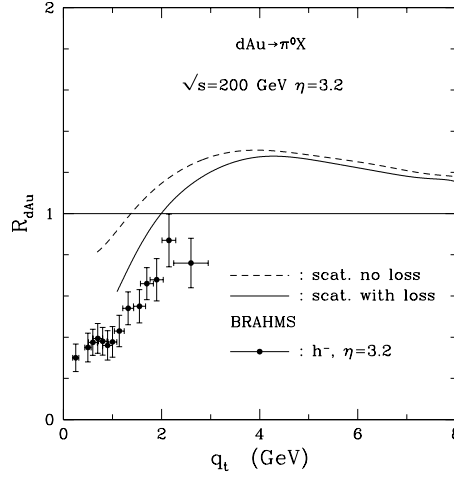 2
dAu→π⁰X
√s=200 GeV η=3.2
R_dAu
1
: scat. no loss
: scat. with loss
BRAHMS
: h⁻, η=3.2
0
0 2 4 6 8
q_t (GeV)